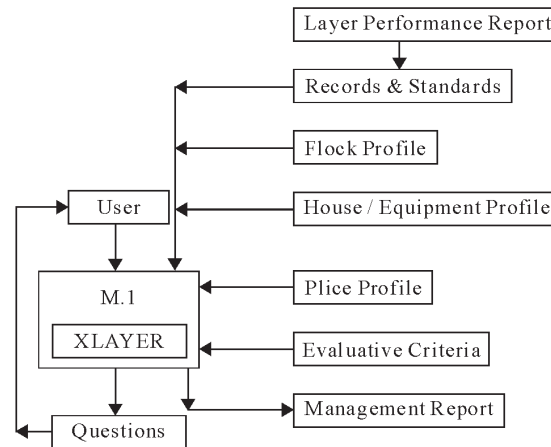 Layer Performance Report
Records & Standards
Flock Profile
User
House / Equipment Profile
M.1
Plice Profile
XLAYER
Evaluative Criteria
Management Report
Questions